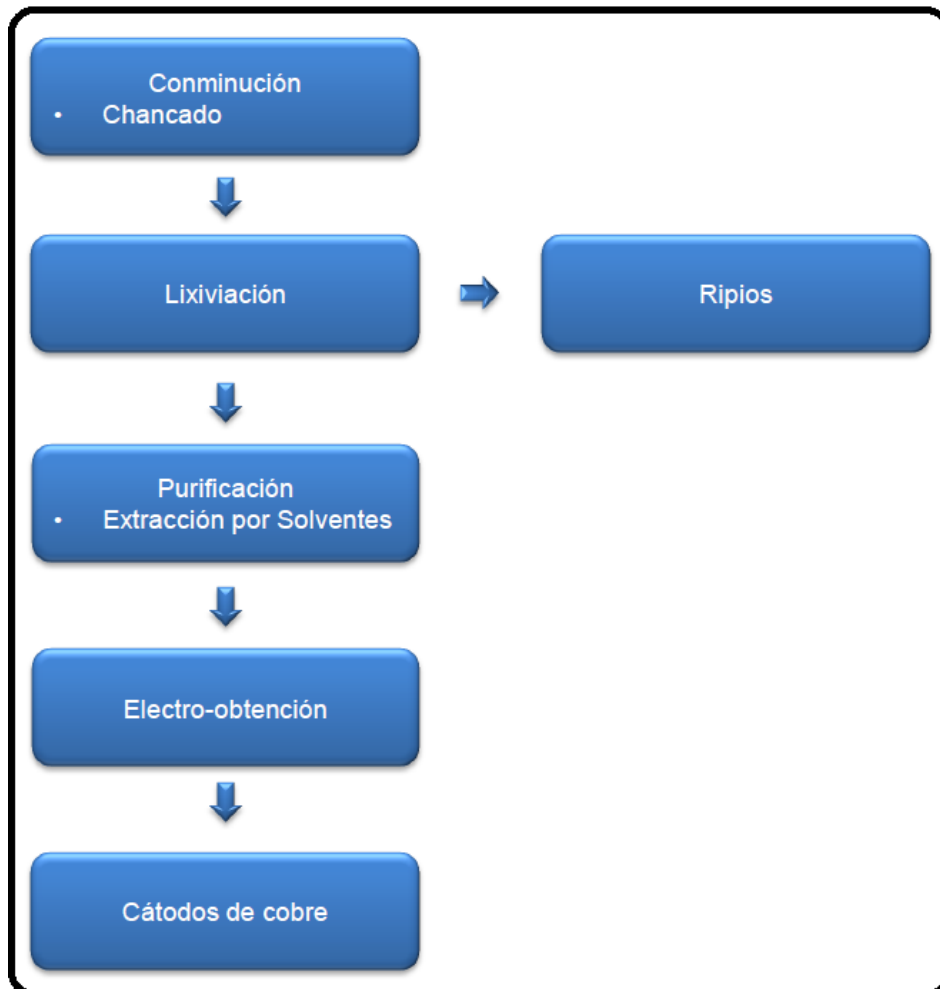 Conminución
• Chancado
Lixiviación
Ripios
Purificación
• Extracción por Solventes
Electro-obtención
Cátodos de cobre